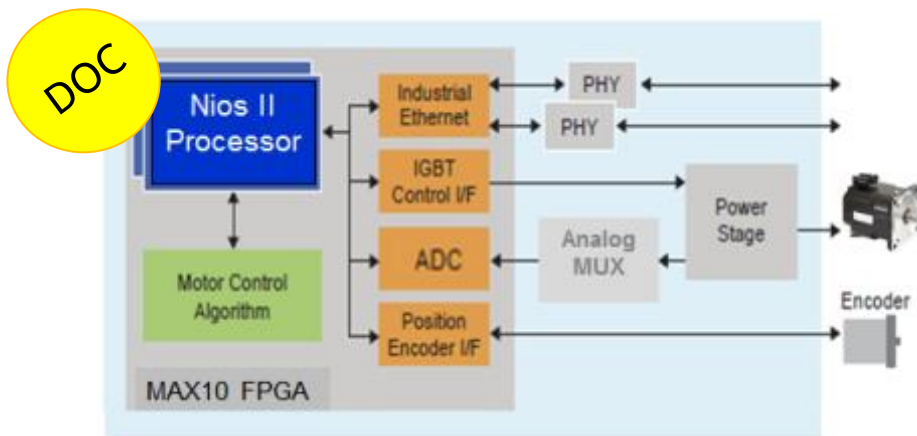 DOC
Nios II
Processor
Motor Control
Algorithm
MAX10 FPGA
Industrial
Ethernet
IGBT
Control I/F
ADC
Position
Encoder I/F
PHY
PHY
Analog
MUX
Power
Stage
Encoder